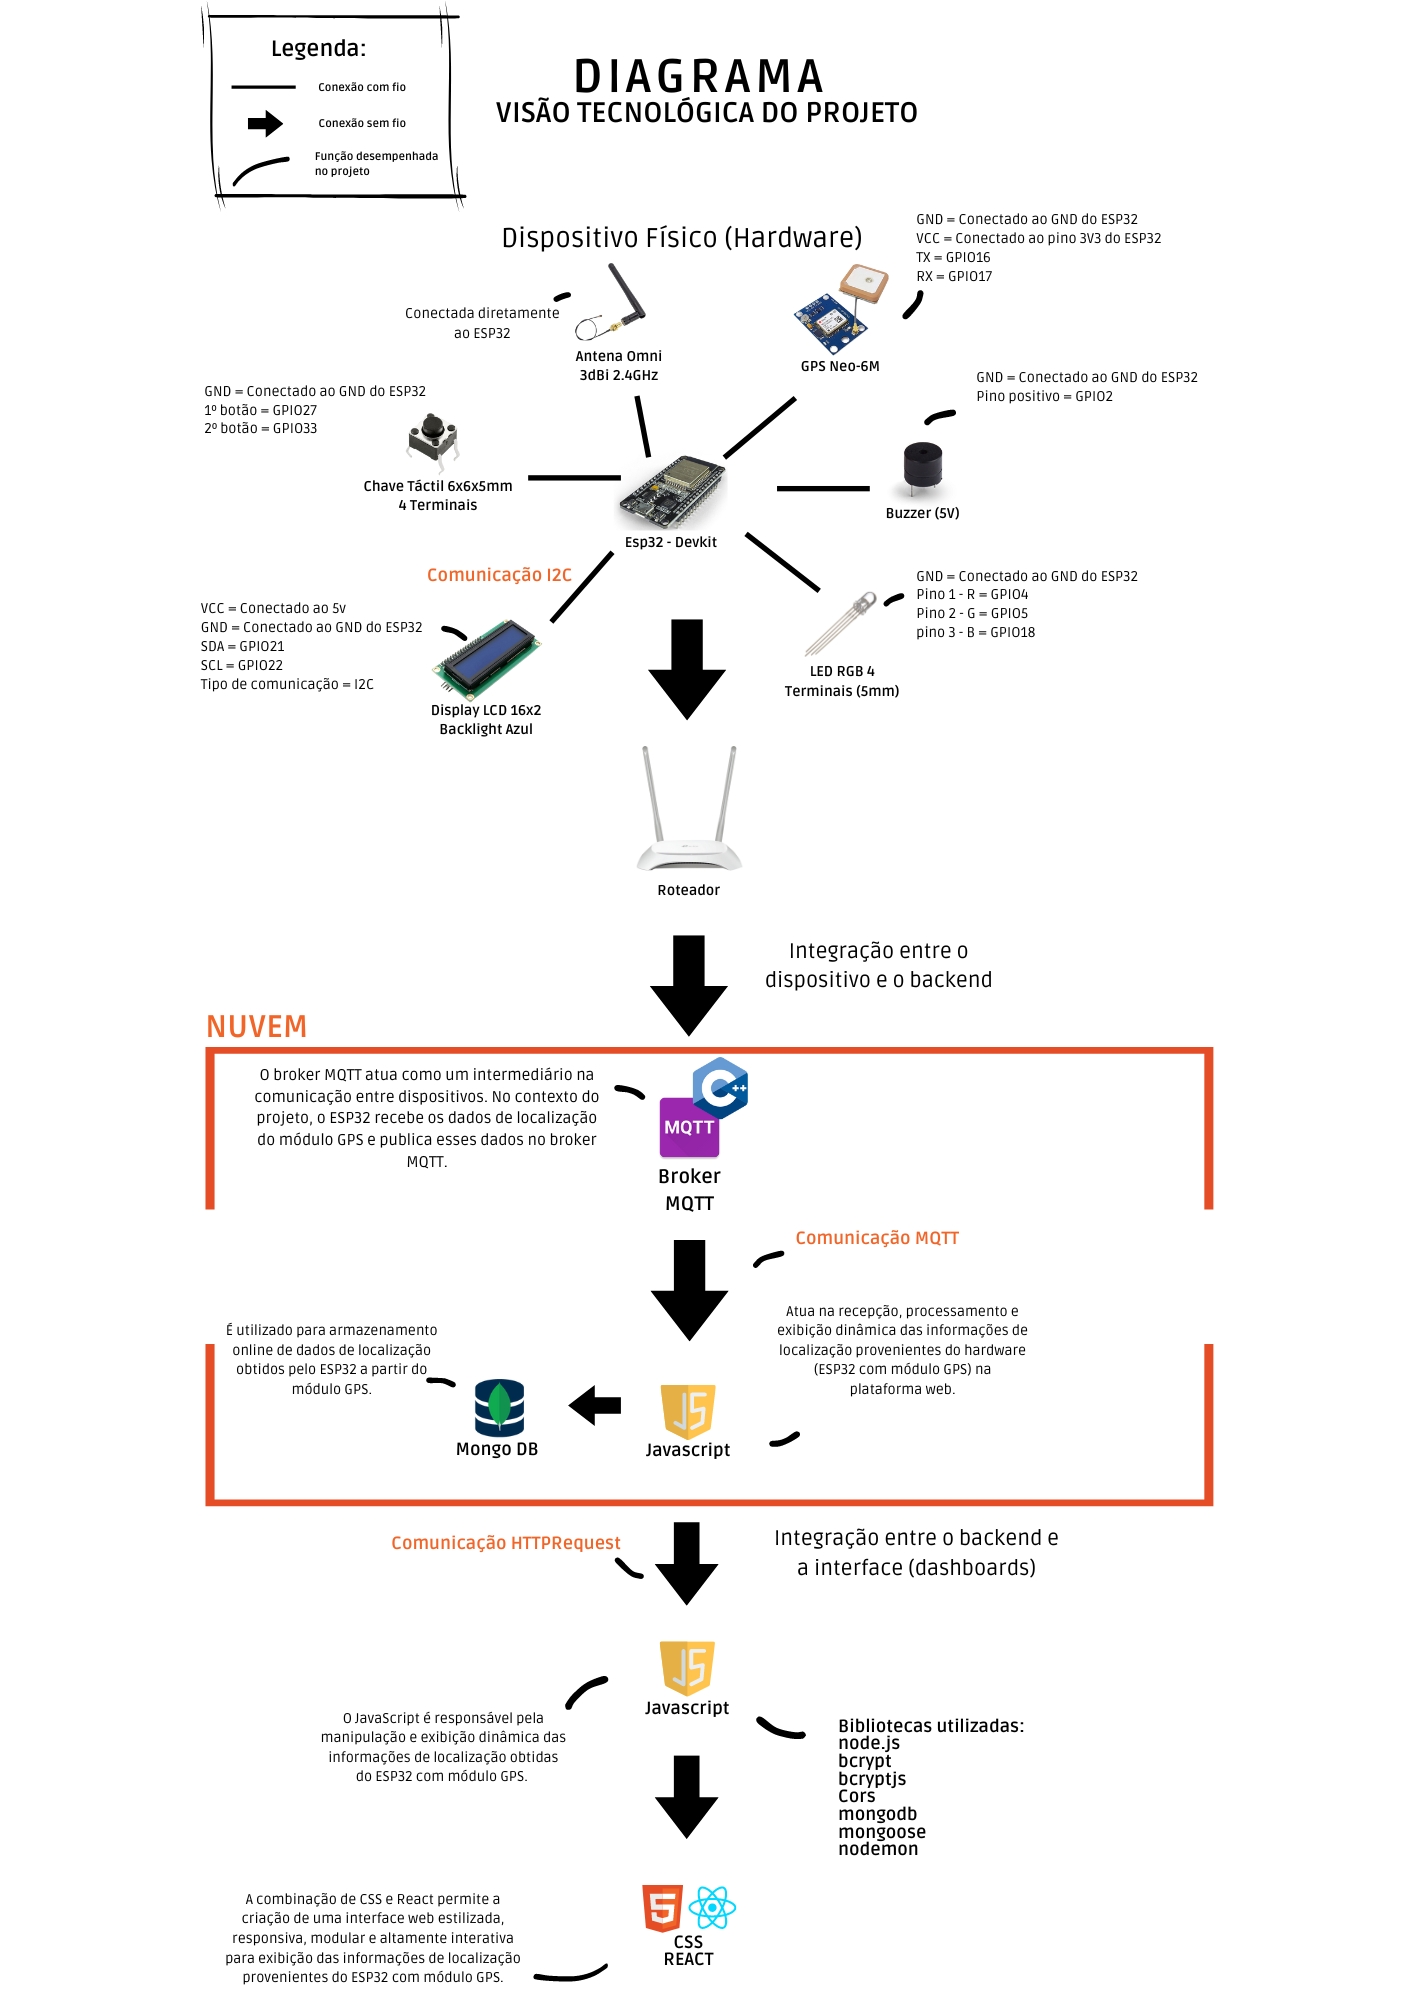 Legenda:
Conexão com fio
Conexão sem fio
Função desempenhada
no projeto
DIAGRAMA
VISÃO TECNOLÓGICA DO PROJETO
Dispositivo Físico (Hardware)
GND = Conectado ao GND do ESP32
VCC = Conectado ao pino 3V3 do ESP32
TX = GPIO16
RX = GPIO17
Conectada diretamente
ao ESP32
Antena Omni
3dBi 2.4GHz
GPS Neo-6M
GND = Conectado ao GND do ESP32
Pino positivo = GPIO2
GND = Conectado ao GND do ESP32
1º botão = GPIO27
2º botão = GPIO33
Chave Táctil 6x6x5mm
4 Terminais
Buzzer (5V)
Esp32 - Devkit
Comunicação I2C
GND = Conectado ao GND do ESP32
Pino 1 - R = GPIO4
Pino 2 - G = GPIO5
pino 3 - B = GPIO18
VCC = Conectado ao 5v
GND = Conectado ao GND do ESP32
SDA = GPIO21
SCL = GPIO22
Tipo de comunicação = I2C
LED RGB 4
Terminais (5mm)
Display LCD 16x2
Backlight Azul
Roteador
Integração entre o
dispositivo e o backend
NUVEM
O broker MQTT atua como um intermediário na
comunicação entre dispositivos. No contexto do
projeto, o ESP32 recebe os dados de localização
do módulo GPS e publica esses dados no broker
MQTT.
C++
MQTT
Broker
MQTT
Comunicação MQTT
Atua na recepção, processamento e
exibição dinâmica das informações de
localização provenientes do hardware
(ESP32 com módulo GPS) na
plataforma web.
É utilizado para armazenamento
online de dados de localização
obtidos pelo ESP32 a partir do
módulo GPS.
Mongo DB
JS
Javascript
Comunicação HTTPRequest
Integração entre o backend e
a interface (dashboards)
JS
Javascript
O JavaScript é responsável pela
manipulação e exibição dinâmica das
informações de localização obtidas
do ESP32 com módulo GPS.
Bibliotecas utilizadas:
node.js
bcrypt
bcryptjs
Cors
mongodb
mongoose
nodemon
A combinação de CSS e React permite a
criação de uma interface web estilizada,
responsiva, modular e altamente interativa
para exibição das informações de localização
provenientes do ESP32 com módulo GPS.
5
CSS
REACT